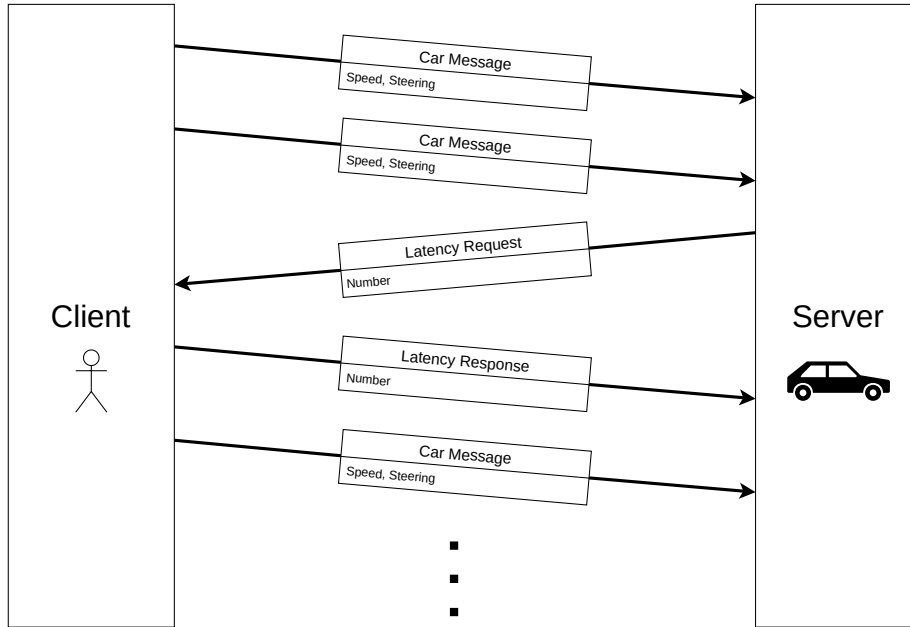 Car Message
Speed, Steering
Car Message
Speed, Steering
Latency Request
Number
Client
Server
Latency Response
Number
Car Message
Speed, Steering